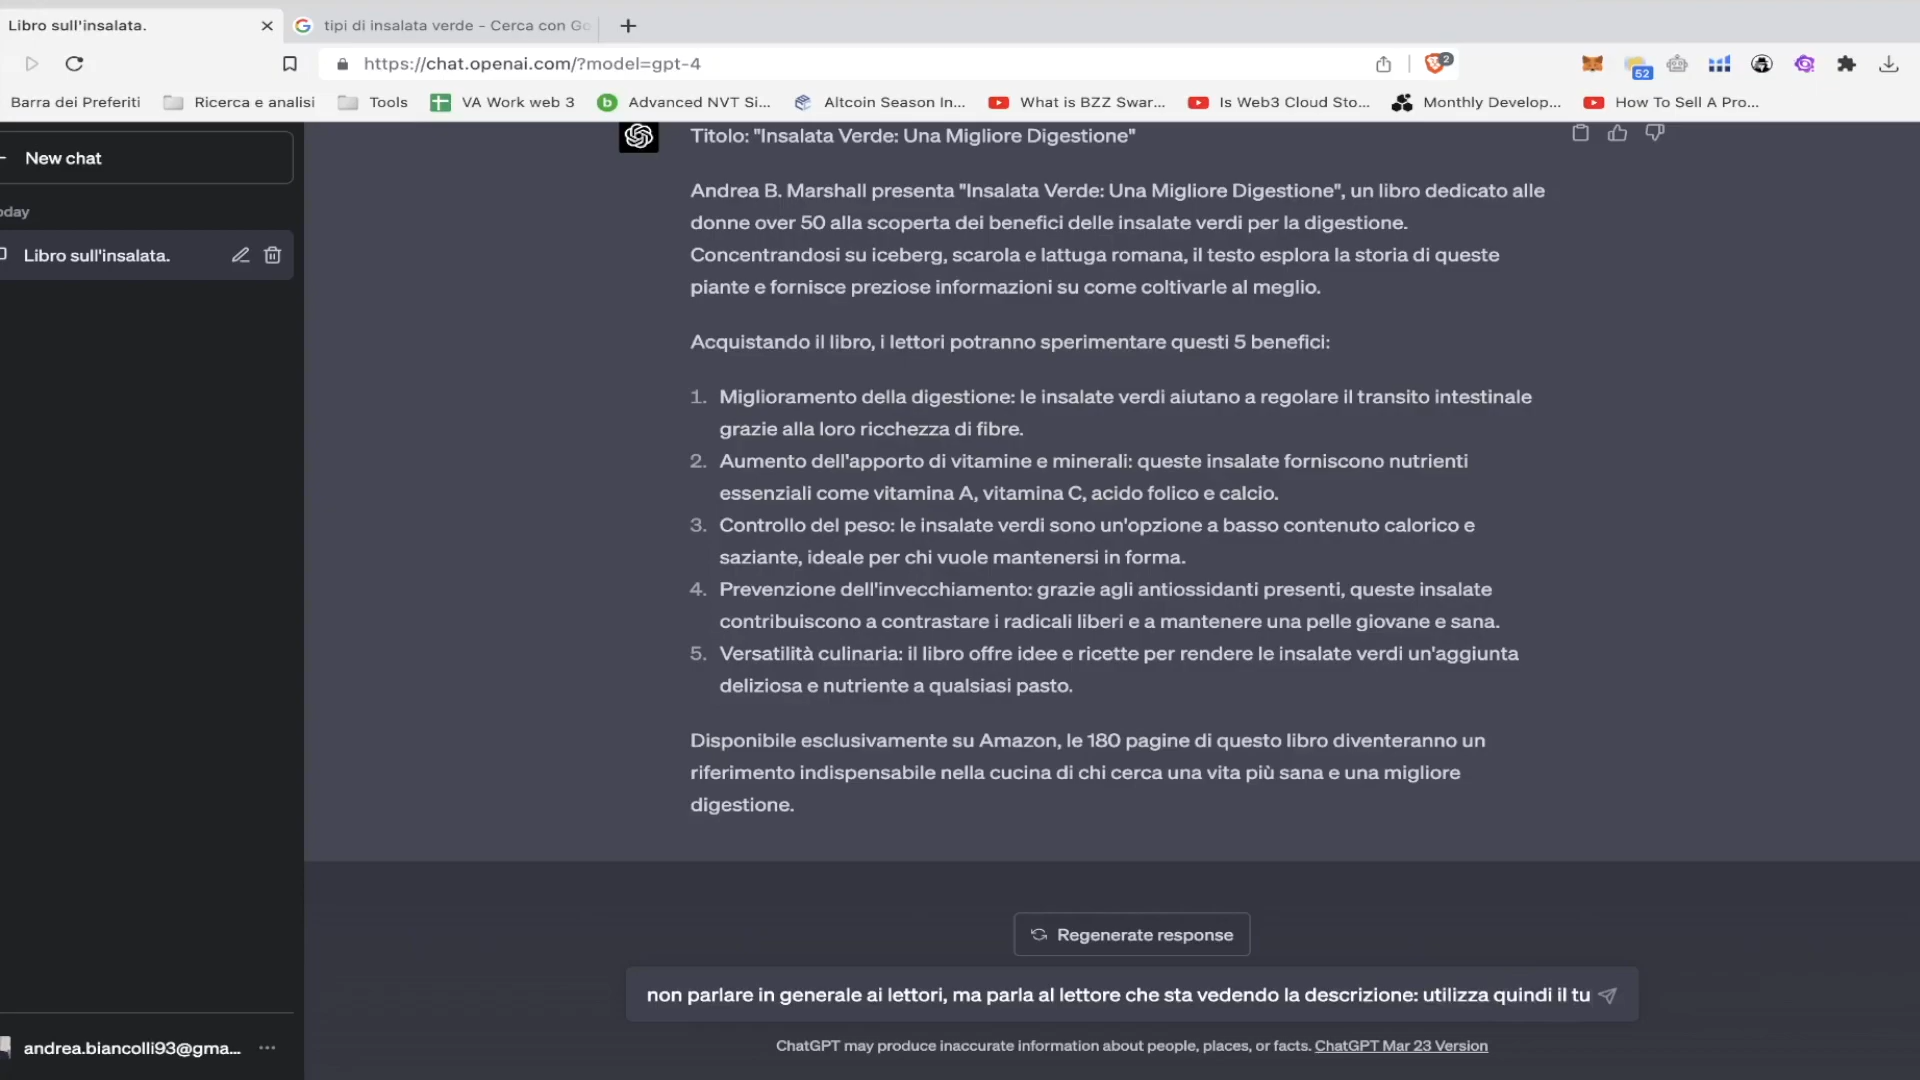 Libro sull'insalata.
tipi di insalata verde - Cerca con Go
https://chat.openai.com/?model=gpt-4
2
52
Barra dei Preferiti
Ricerca e analisi
Tools
VA Work web 3
Advanced NVT Si...
Altcoin Season In...
What is BZZ Swar...
Is Web3 Cloud Sto...
Monthly Develop...
How To Sell A Pro...
New chat
oday
Libro sull'insalata.
Titolo: "Insalata Verde: Una Migliore Digestione"
Andrea B. Marshall presenta "Insalata Verde: Una Migliore Digestione", un libro dedicato alle
donne over 50 alla scoperta dei benefici delle insalate verdi per la digestione.
Concentrandosi su iceberg, scarola e lattuga romana, il testo esplora la storia di queste
piante e fornisce preziose informazioni su come coltivarle al meglio.
Acquistando il libro, i lettori potranno sperimentare questi 5 benefici:
1. Miglioramento della digestione: le insalate verdi aiutano a regolare il transito intestinale
grazie alla loro ricchezza di fibre.
2. Aumento dell'apporto di vitamine e minerali: queste insalate forniscono nutrienti
essenziali come vitamina A, vitamina C, acido folico e calcio.
3. Controllo del peso: le insalate verdi sono un'opzione a basso contenuto calorico e
saziante, ideale per chi vuole mantenersi in forma.
4. Prevenzione dell'invecchiamento: grazie agli antiossidanti presenti, queste insalate
contribuiscono a contrastare i radicali liberi e a mantenere una pelle giovane e sana.
5. Versatilità culinaria: il libro offre idee e ricette per rendere le insalate verdi un'aggiunta
deliziosa e nutriente a qualsiasi pasto.
Disponibile esclusivamente su Amazon, le 180 pagine di questo libro diventeranno un
riferimento indispensabile nella cucina di chi cerca una vita più sana e una migliore
digestione.
Regenerate response
non parlare in generale ai lettori, ma parla al lettore che sta vedendo la descrizione: utilizza quindi il tu
andrea.biancolli93@gma...
ChatGPT may produce inaccurate information about people, places, or facts. ChatGPT Mar 23 Version